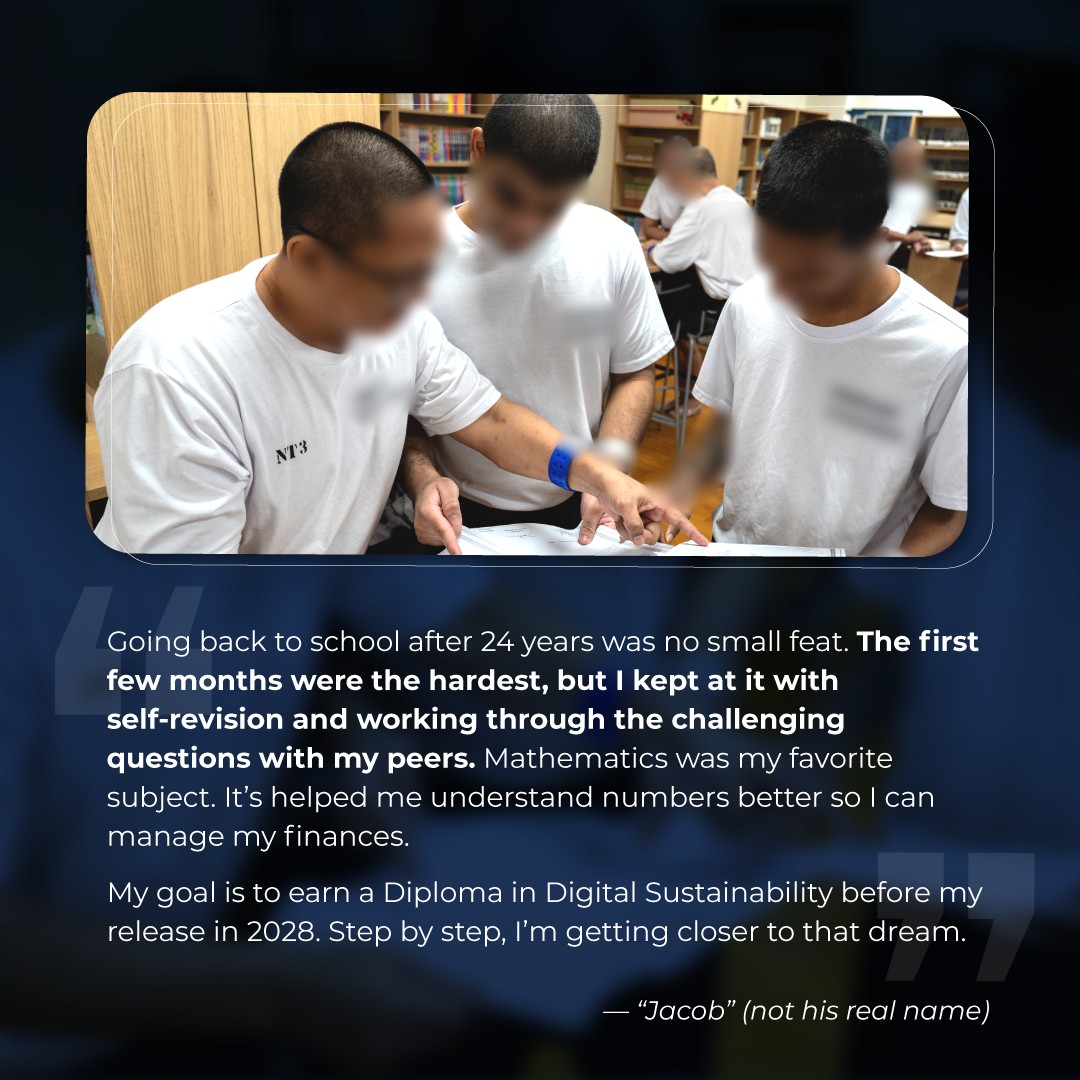 NT3
Going back to school after 24 years was no small feat. The first
few months were the hardest, but I kept at it with
self-revision and working through the challenging
questions with my peers. Mathematics was my favorite
subject. It’s helped me understand numbers better so I can
manage my finances.
My goal is to earn a Diploma in Digital Sustainability before my
release in 2028. Step by step, I’m getting closer to that dream.
— “Jacob” (not his real name)